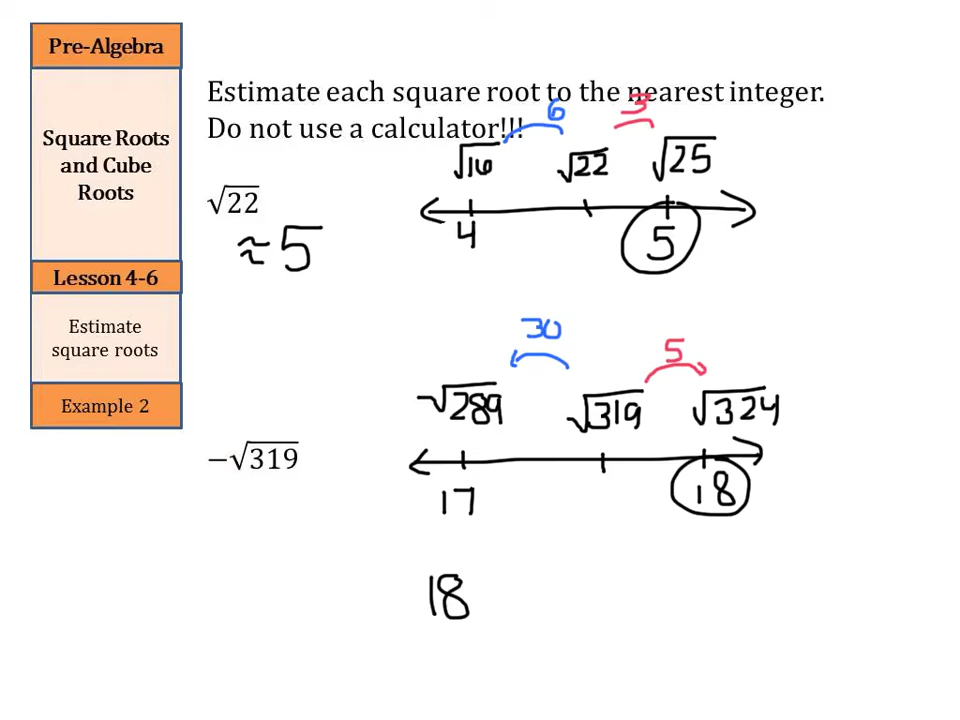 Pre-Algebra
Square Roots
and Cube
Roots
Lesson 4-6
Estimate
square roots
Example 2
Estimate each square root to the nearest integer.
Do not use a calculator!!!
6 3
√16 √22 √25
√22
≈5
4 5
30 5
√289 √319 √324
−√319
17 18
18